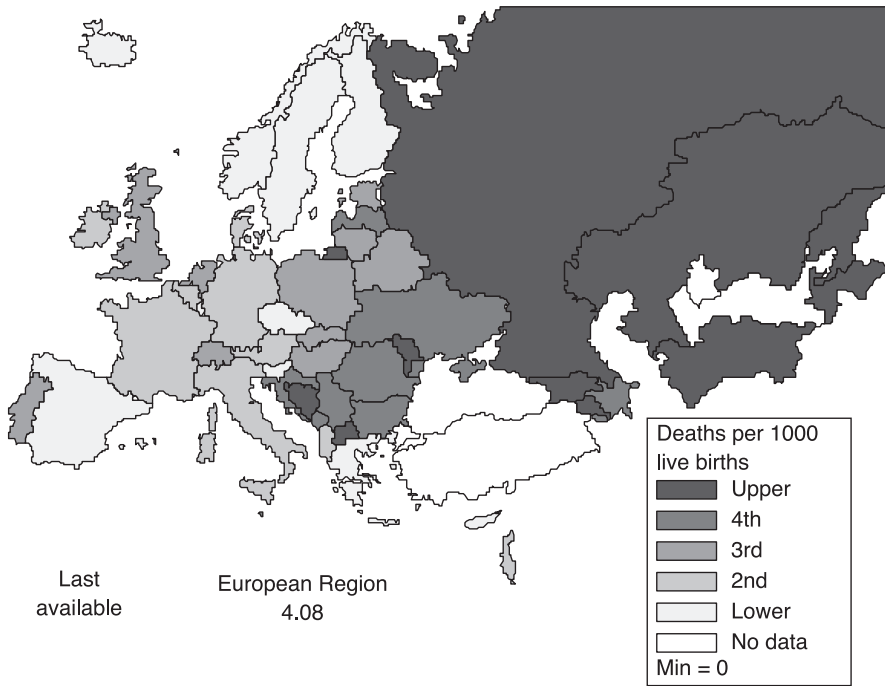 Deaths per 1000
live births
Upper
4th
3rd
2nd
Lower
No data
Min = 0
Last
available
European Region
4.08